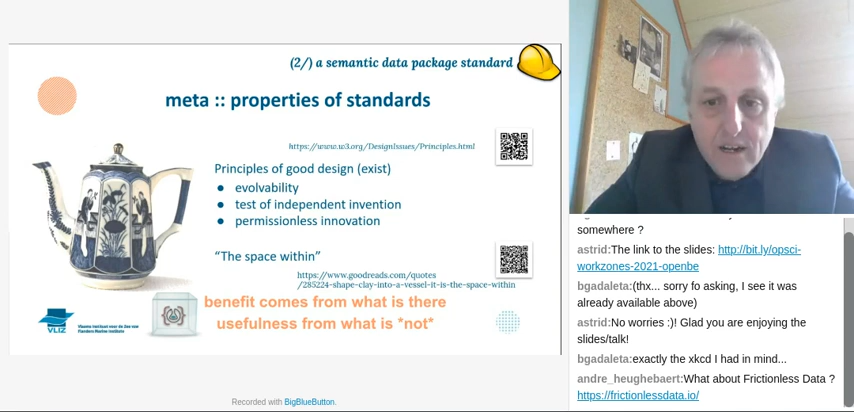 (2/) a semantic data package standard
meta :: properties of standards
https://www.w3.org/DesignIssues/Principles.html
Principles of good design (exist)
● evolvability
● test of independent invention
● permissionless innovation
“The space within”
https://www.goodreads.com/quotes
/285224-shape-clay-into-a-vessel-it-is-the-space-within
benefit comes from what is there
usefulness from what is *not*
VLIZ
Vlaams Instituut voor de Zee vzw
Flanders Marine Institute
Recorded with BigBlueButton.
somewhere ?
astrid:The link to the slides: http://bit.ly/opsci-
workzones-2021-openbe
bgadaleta:(thx... sorry fo asking, I see it was
already available above)
astrid:No worries :)! Glad you are enjoying the
slides/talk!
bgadaleta:exactly the xkcd I had in mind...
andre_heughebaert:What about Frictionless Data ?
https://frictionlessdata.io/